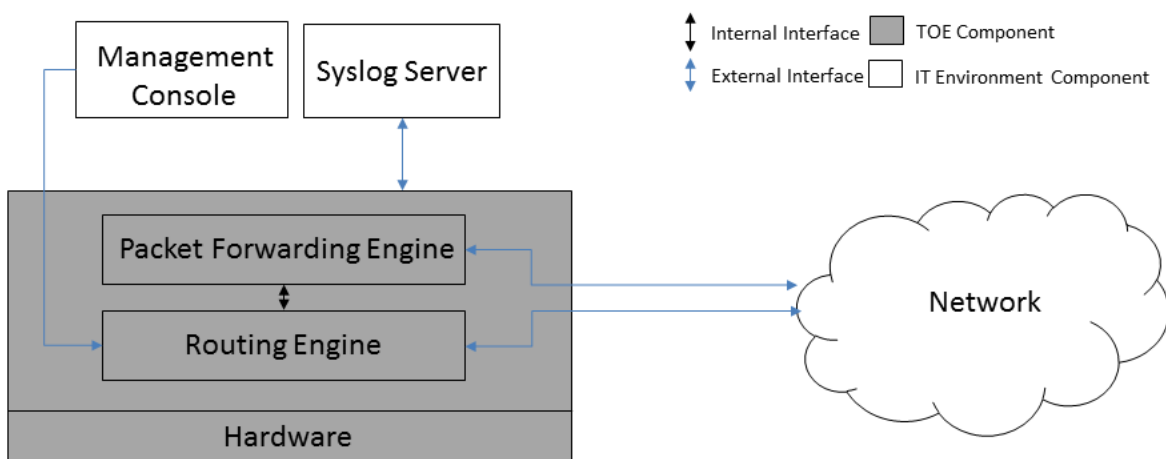 Management
Console
Syslog Server
Internal Interface
TOE Component
External Interface
IT Environment Component
Packet Forwarding Engine
Routing Engine
Hardware
Network